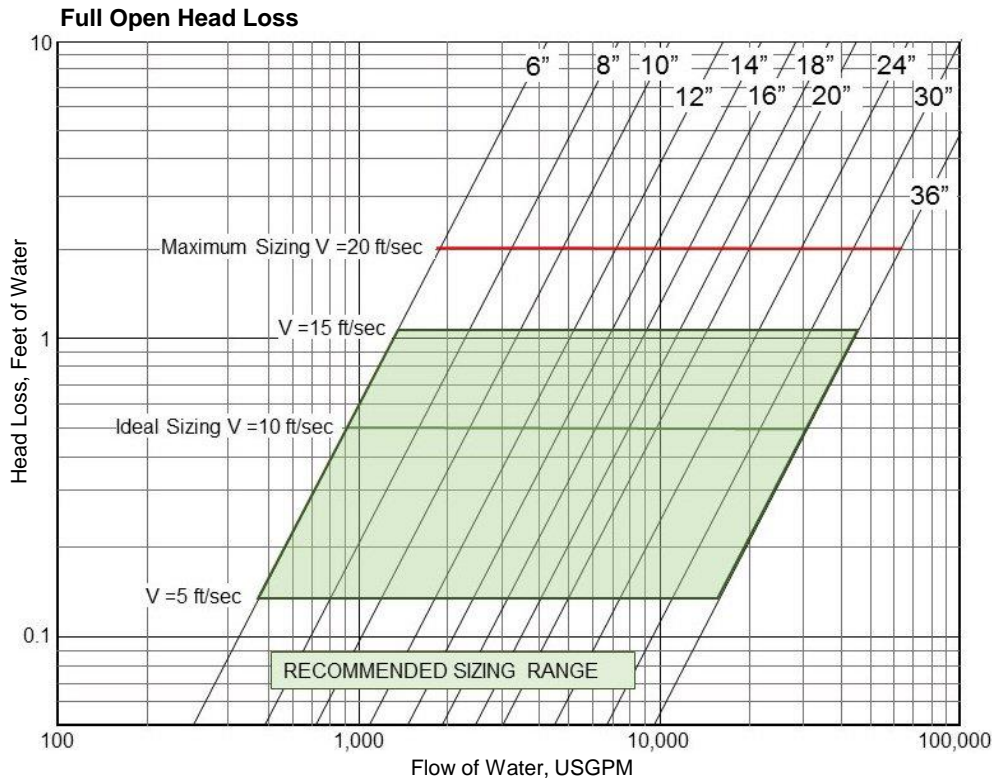 Full Open Head Loss
10
6” 8” 10” 14” 18” 24”
12” 16” 20” 30”
36”
Maximum Sizing V =20 ft/sec
V =15 ft/sec
1
Ideal Sizing V =10 ft/sec
V =5 ft/sec
0.1
RECOMMENDED SIZING RANGE
100 1,000 10,000 100,000
Flow of Water, USGPM
Head Loss, Feet of Water